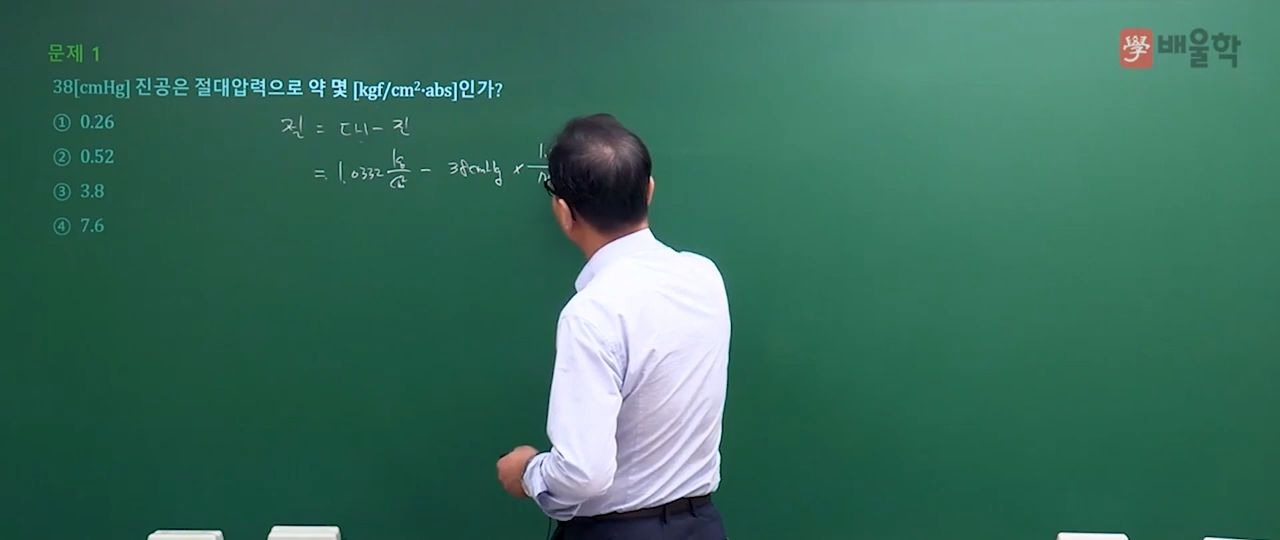 學 배울학
문제 1
38[cmHg] 진공은 절대압력으로 약 몇 [kgf/cm²·abs]인가?
① 0.26
② 0.52
③ 3.8
④ 7.6
절 = 대 - 진
= 1.0332 kg/cm² - 38cmHg ×